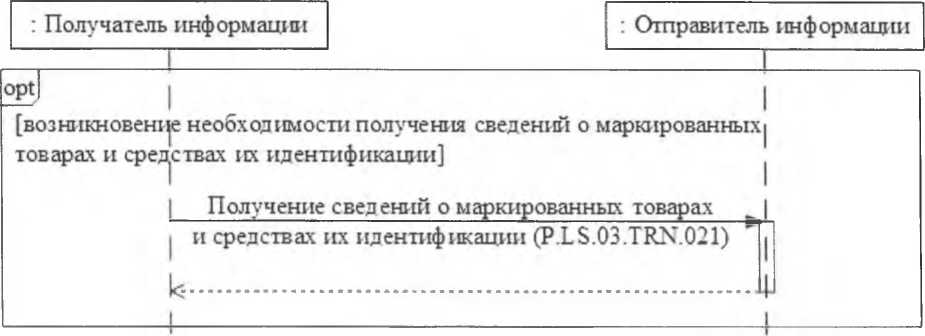 : Получатель информации
: Отправитель информации
opt
[возникновение необходимости получения сведений о маркированных
товарах и средствах их идентификации]
Получение сведений о маркированных товарах
и средствах их идентификации (P.LS.03.TRN.021)